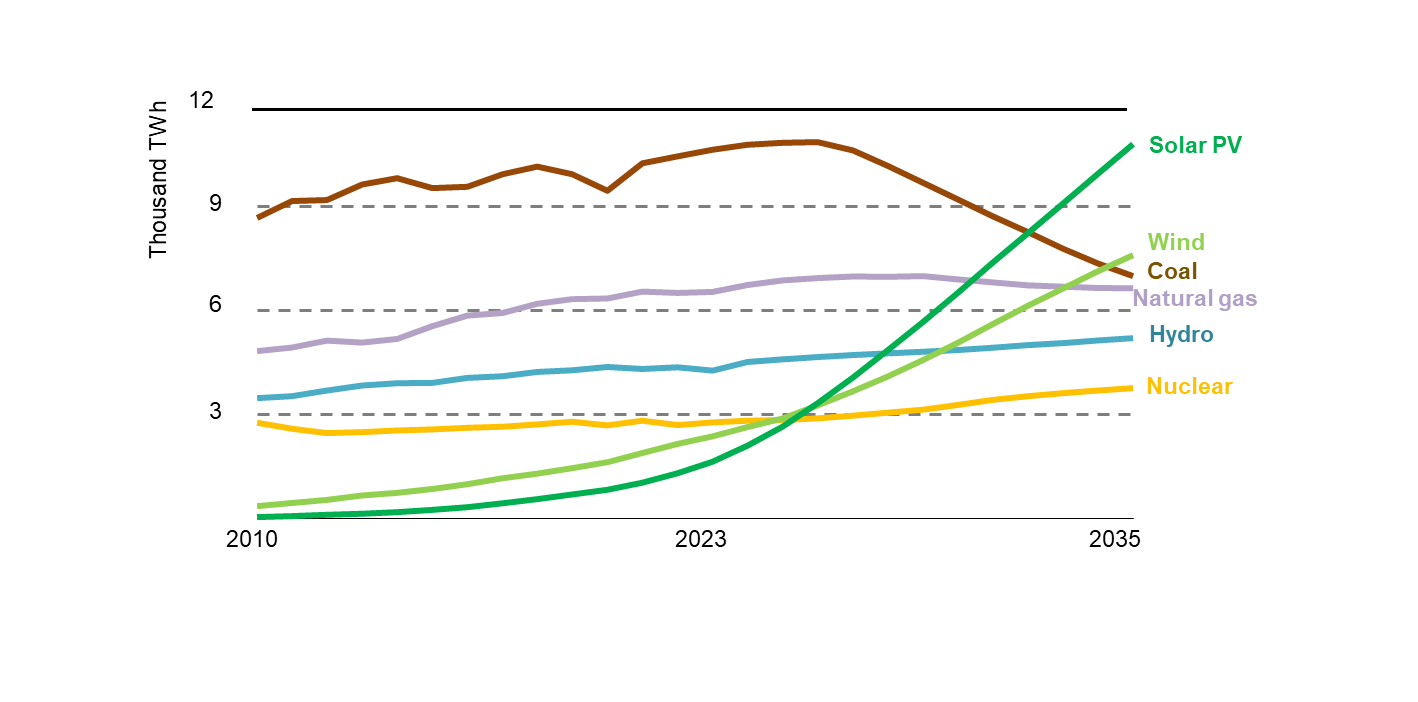 Thousand TWh
12
9
6
3
Solar PV
Wind
Coal
Natural gas
Hydro
Nuclear
2010
2023
2035